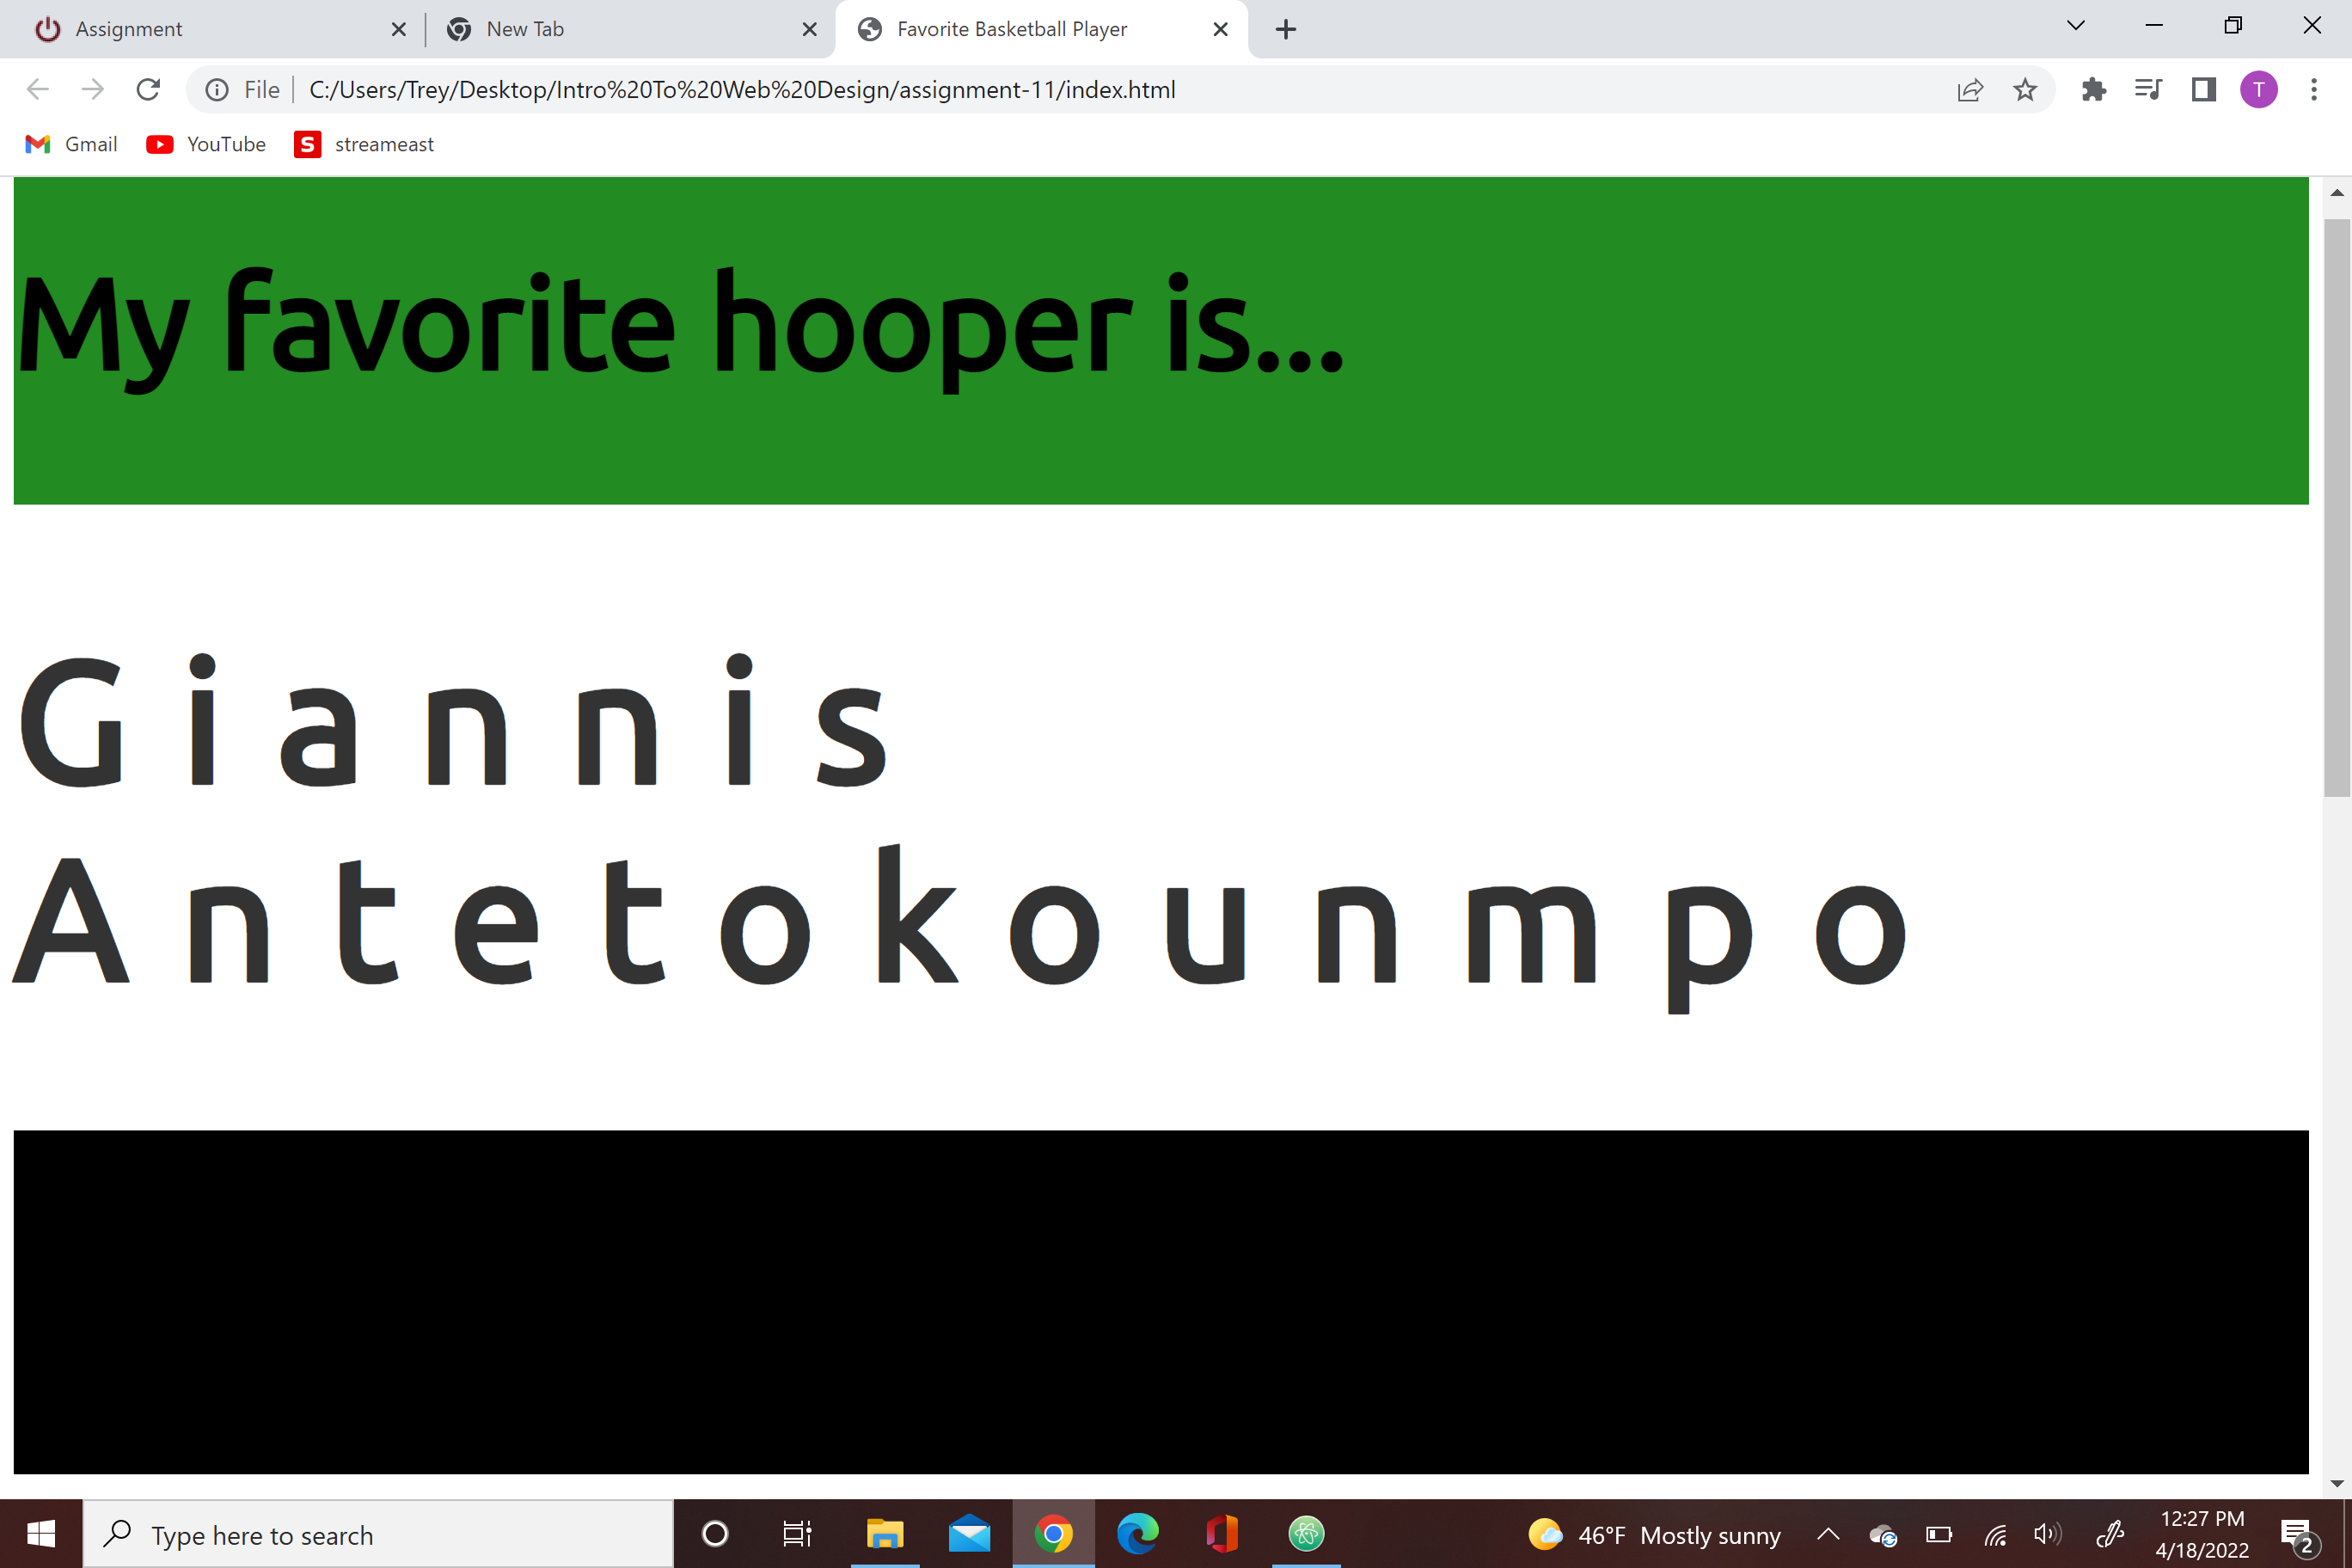 Assignment
New Tab
Favorite Basketball Player
File C:/Users/Trey/Desktop/Intro%20To%20Web%20Design/assignment-11/index.html
T
Gmail
YouTube
S streameast
My favorite hooper is...
Giannis
Antetokounmpo
Type here to search
46°F Mostly sunny
12:27 PM
4/18/2022
2